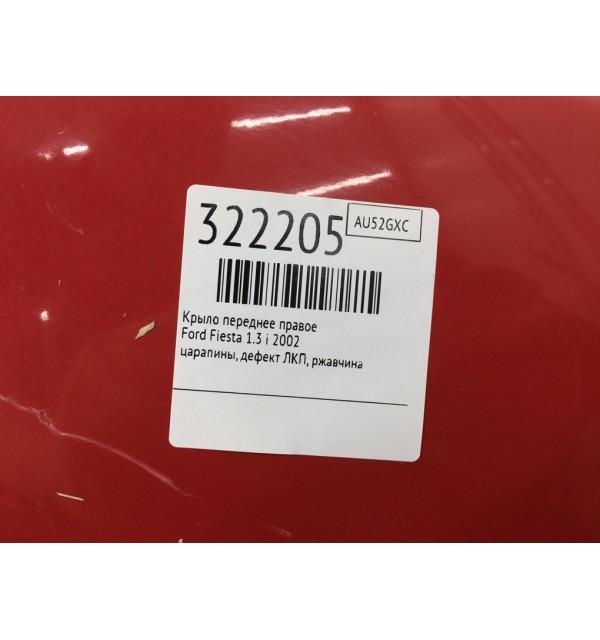 322205
AU52GXC
Крыло переднее правое
Ford Fiesta 1.3 i 2002
царапины, дефект ЛКП, ржавчина